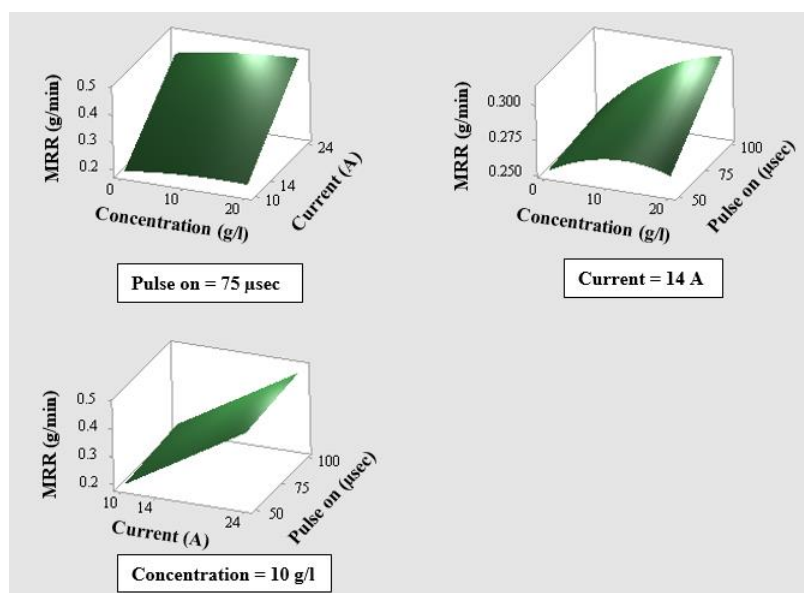 0.5
0.4
0.3
0.2
MRR (g/min)
0
10
20
Concentration (g/l)
10
14
24
Current (A)
Pulse on = 75 µsec
0.300
0.275
0.250
MRR (g/min)
0
10
20
Concentration (g/l)
50
75
100
Pulse on (µsec)
Current = 14 A
0.5
0.4
0.3
0.2
MRR (g/min)
10
14
24
Current (A)
50
75
100
Pulse on (µsec)
Concentration = 10 g/l